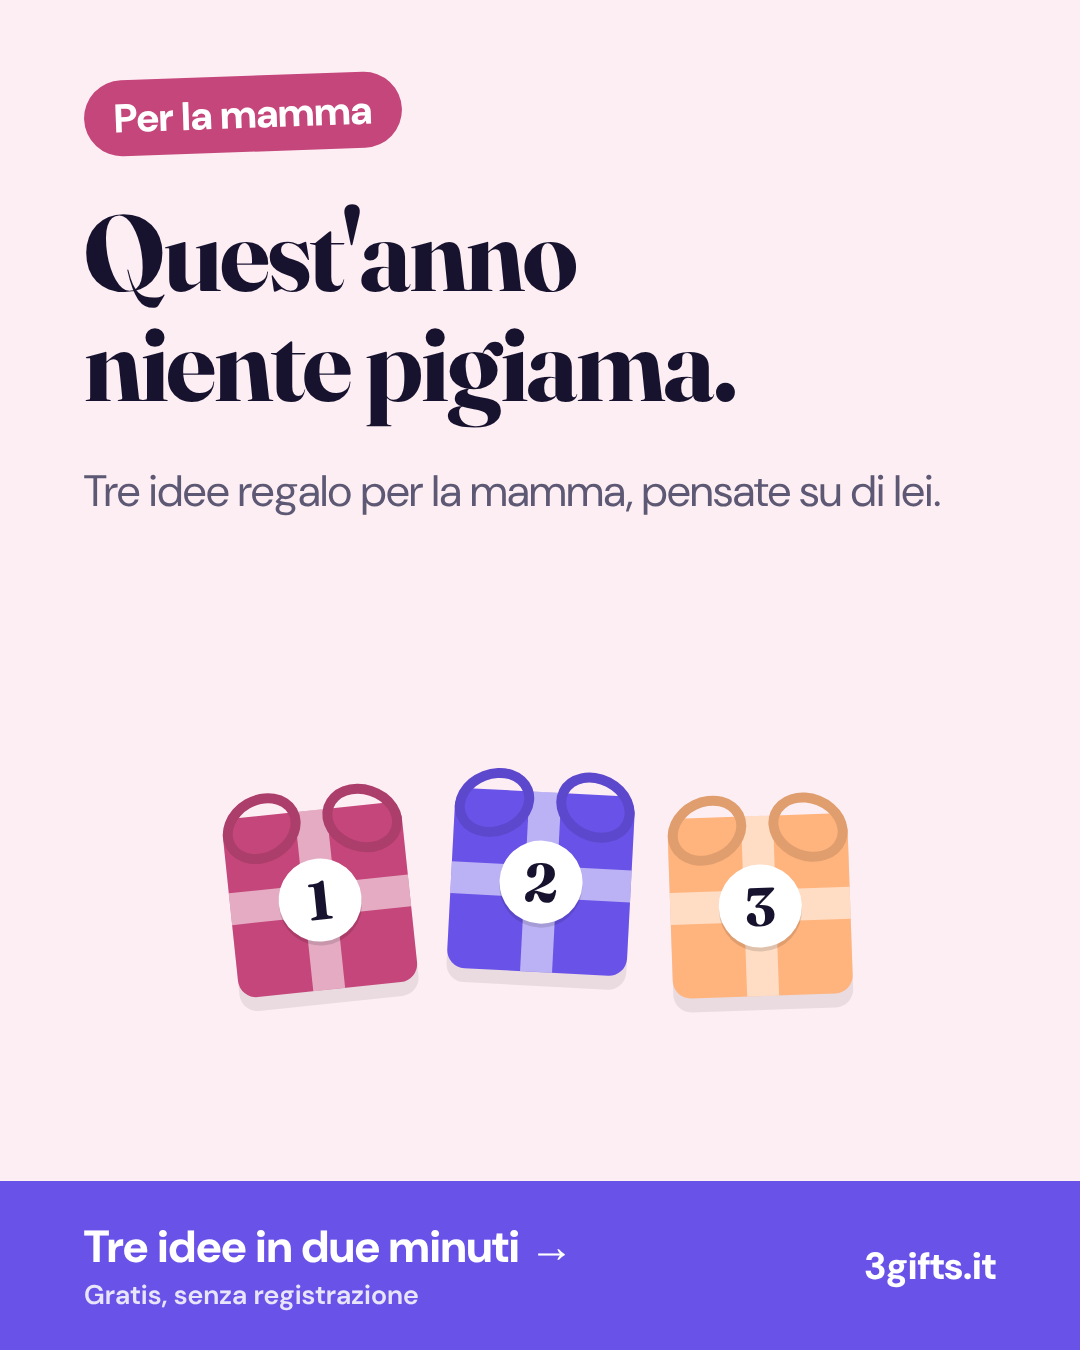 Per la mamma
Quest'anno
niente pigiama.
Tre idee regalo per la mamma, pensate su di lei.
1
2
3
Tre idee in due minuti →
Gratis, senza registrazione
3gifts.it